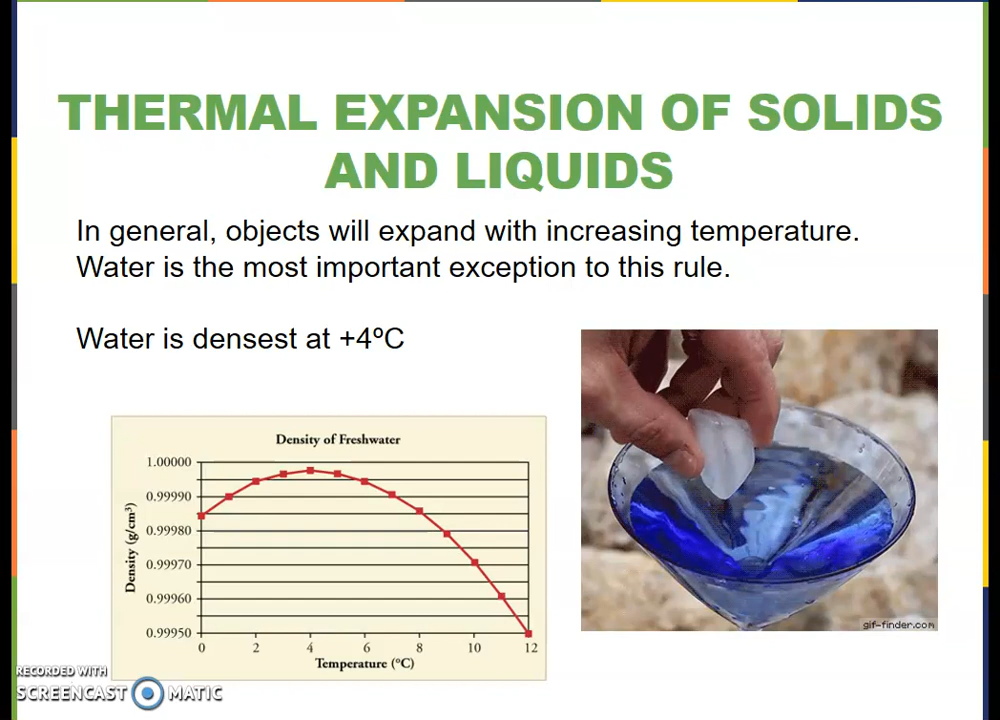 THERMAL EXPANSION OF SOLIDS
AND LIQUIDS
In general, objects will expand with increasing temperature.
Water is the most important exception to this rule.
Water is densest at +4ºC
Density of Freshwater
Density (g/cm³)
1.00000
0.99990
0.99980
0.99970
0.99960
0.99950
0 2 4 6 8 10 12
Temperature (°C)
gif-finder.com
RECORDED WITH
SCREENCAST MATIC